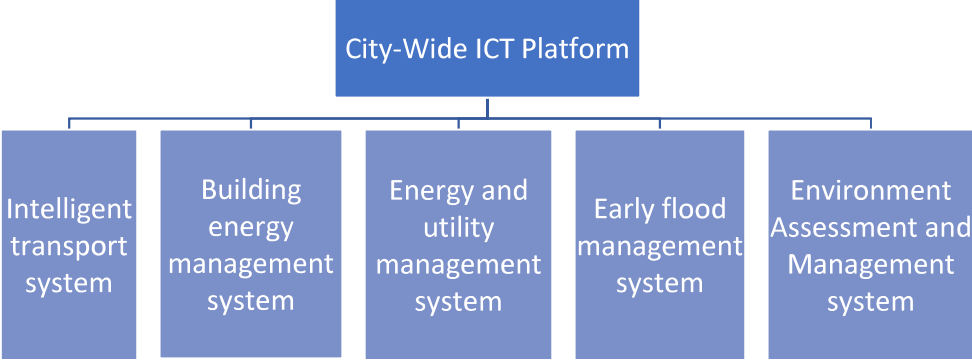 City-Wide ICT Platform
Intelligent
transport
system
Building
energy
management
system
Energy and
utility
management
system
Early flood
management
system
Environment
Assessment and
Management
system